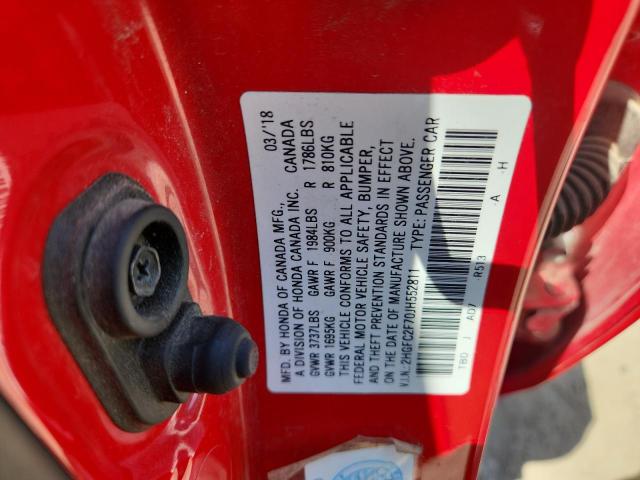 MFD. BY HONDA OF CANADA MFG., 03/'18
A DIVISION OF HONDA CANADA INC. CANADA
GVWR 3737LBS GAWR F 1984LBS R 1786LBS
GVWR 1695KG GAWR F 900KG R 810KG
THIS VEHICLE CONFORMS TO ALL APPLICABLE
FEDERAL MOTOR VEHICLE SAFETY, BUMPER,
AND THEFT PREVENTION STANDARDS IN EFFECT
ON DATE OF MANUFACTURE SHOWN ABOVE.
V.I.N.: 2HGFC2F70JH552811 TYPE: PASSENGER CAR
TBD J A07 R513 A H